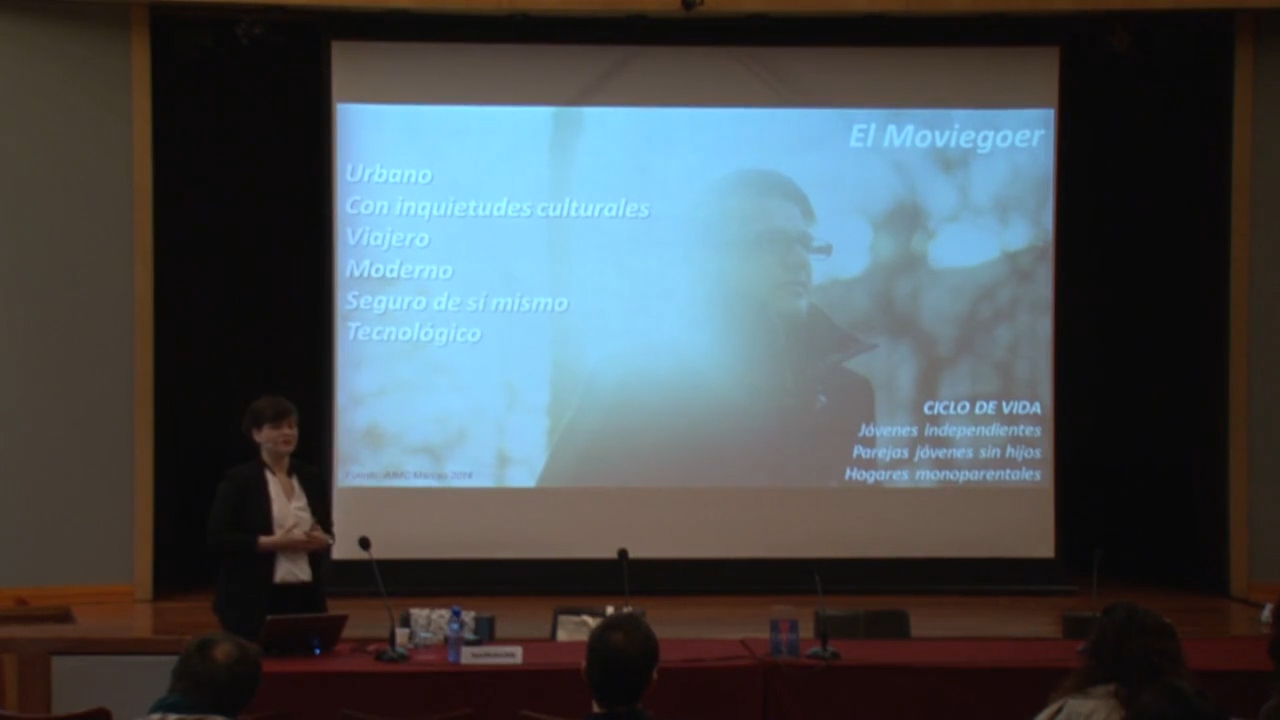 El Moviegoer
Urbano
Con inquietudes culturales
Viajero
Moderno
Seguro de sí mismo
Tecnológico
CICLO DE VIDA
Jóvenes independientes
Parejas jóvenes sin hijos
Hogares monoparentales